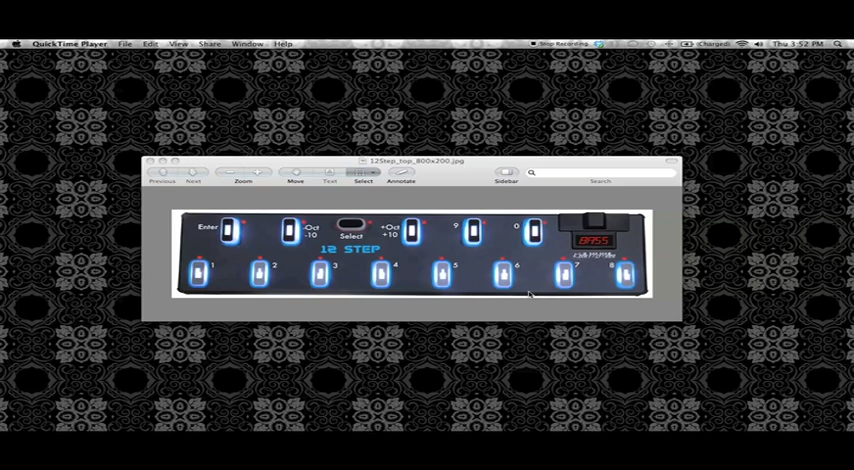 QuickTime Player File Edit View Share Window Help Stop Recording Charged Thu 3:52 PM
12Step_top_800x200.jpg
Previous Next Zoom Move Text Select Annotate Sidebar Search
Enter -Oct +Oct 9 0
-10 Select +10
12 STEP
BASS
1 2 3 4 5 6 7 8